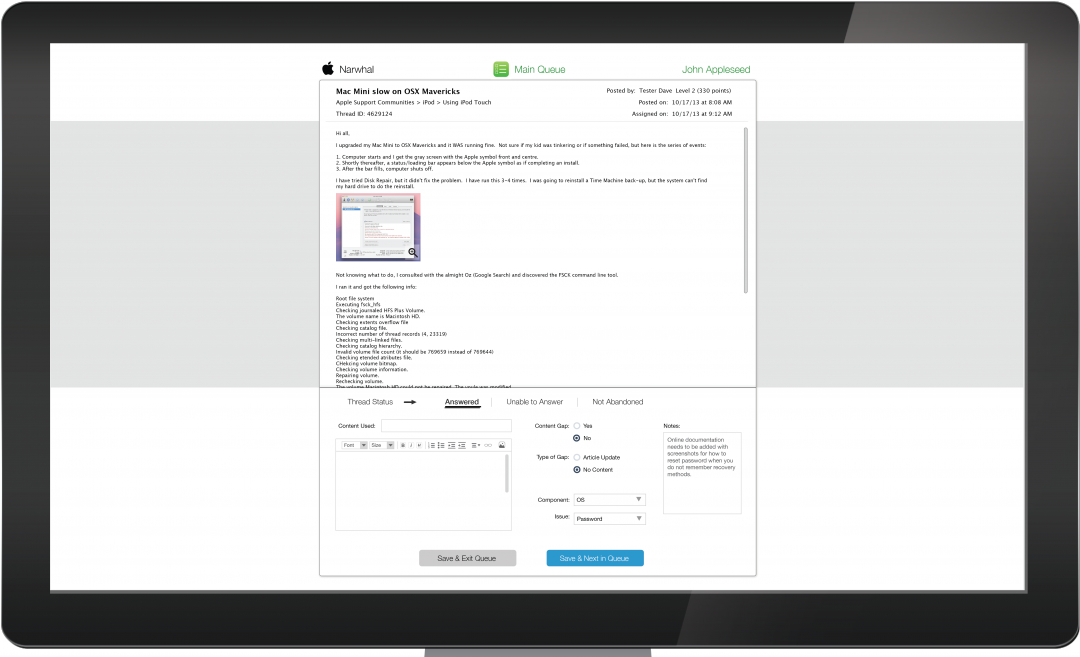 Narwhal
Main Queue
John Appleseed
Mac Mini slow on OSX Mavericks
Posted by: Tester Dave Level 2 (330 points)
Apple Support Communities > iPod > Using iPod Touch
Posted on: 10/17/13 at 8:08 AM
Thread ID: 4629124
Assigned on: 10/17/13 at 9:12 AM
Hi all,
I upgraded my Mac Mini to OSX Mavericks and it WAS running fine. Not sure if my kid was tinkering or if something failed, but here is the series of events:
1. Computer starts and I get the gray screen with the Apple symbol front and centre.
2. Shortly thereafter, a status/loading bar appears below the Apple symbol as if completing an install.
3. After the bar fills, computer shuts off.
I have tried Disk Repair, but it didn't fix the problem. I have run this 3-4 times. I was going to reinstall a Time Machine back-up, but the system can't find
my hard drive to do the reinstall.
Not knowing what to do, I consulted with the almight Oz (Google Search) and discovered the FSCK command line tool.
I ran it and got the following info:
Root file system
Executing fsck_hfs
Checking journaled HFS Plus Volume.
The volume name is Macintosh HD.
Checking extents overflow file
Checking catalog file.
Incorrect number of thread records (4, 23319)
Checking multi-linked files.
Checking catalog hierarchy.
Invalid volume file count (it should be 769659 instead of 769644)
Checking etended atributes file.
CHekcing volume bitmap.
Checking volume information.
Repairing volume.
Rechecking volume.
The volume Macintosh HD could not be repaired. The voule was modified
Thread Status
Answered
Unable to Answer
Not Abandoned
Content Used:
Font
Size
B
I
Content Gap:
Yes
No
Type of Gap:
Article Update
No Content
Component:
OS
Issue:
Password
Notes:
Online documentation
needs to be added with
screenshots for how to
reset password when you
do not remember recovery
methods.
Save & Exit Queue
Save & Next in Queue